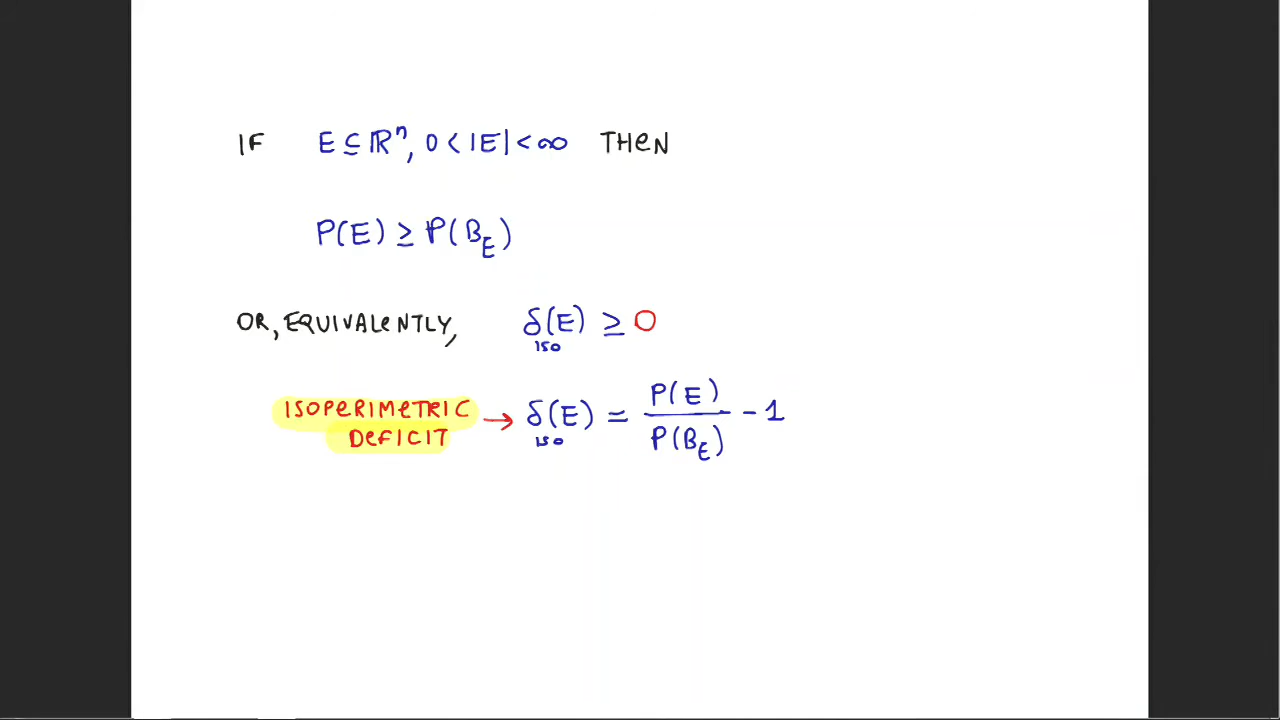 IF E ⊆ ℝⁿ, 0 < |E| < ∞ THEN
P(E) ≥ P(B_E)
OR, EQUIVALENTLY, δ_ISO(E) ≥ 0
ISOPERIMETRIC DEFICIT → δ_ISO(E) = P(E)/P(B_E) − 1